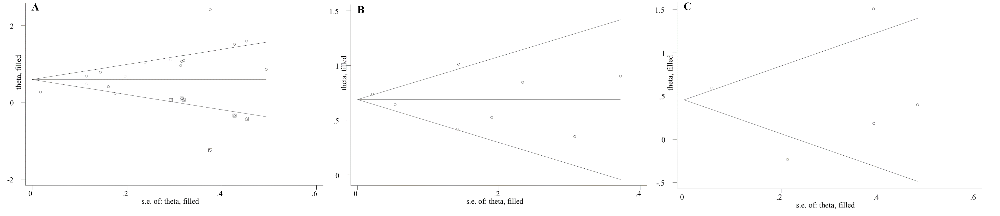 A
2
0
-2
theta, filled
0
.2
.4
.6
s.e. of: theta, filled
B
1.5
1
.5
0
theta, filled
0
.2
.4
s.e. of: theta, filled
C
1.5
1
.5
0
-.5
theta, filled
0
.2
.4
.6
s.e. of: theta, filled